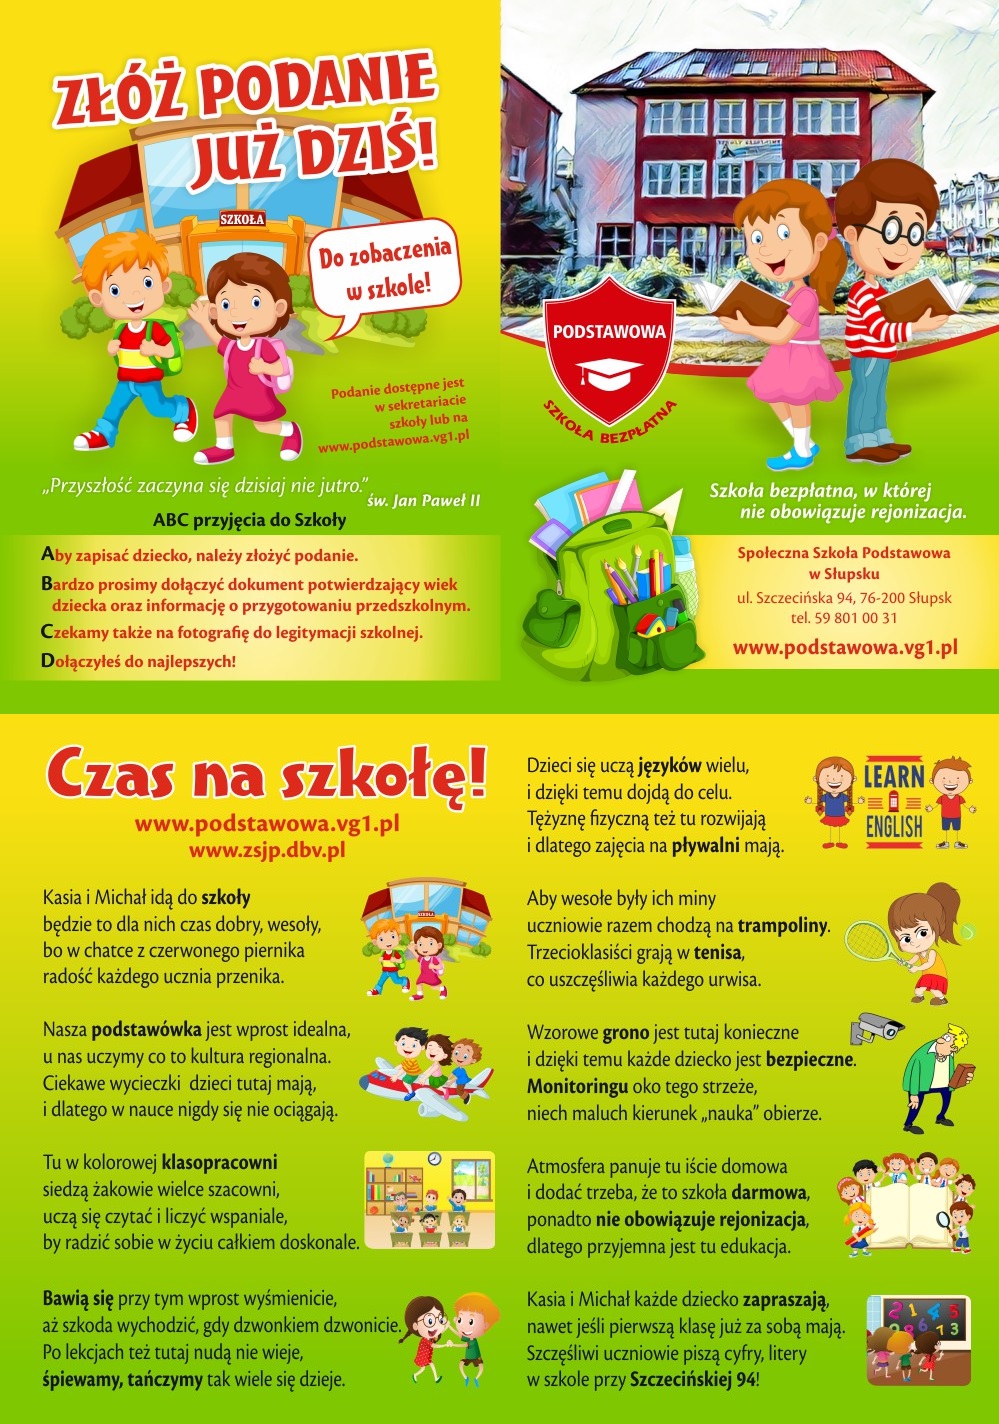 ZŁÓŻ PODANIE
JUŻ DZIŚ!
SZKOŁA
Do zobaczenia
w szkole!
Podanie dostępne jest
w sekretariacie
szkoły lub na
www.podstawowa.vg1.pl
„Przyszłość zaczyna się dzisiaj nie jutro.”
św. Jan Paweł II
ABC przyjęcia do Szkoły
Aby zapisać dziecko, należy złożyć podanie.
Bardzo prosimy dołączyć dokument potwierdzający wiek
dziecka oraz informację o przygotowaniu przedszkolnym.
Czekamy także na fotografię do legitymacji szkolnej.
Dołączyłeś do najlepszych!
PODSTAWOWA
SZKOŁA BEZPŁATNA
Szkoła bezpłatna, w której
nie obowiązuje rejonizacja.
Społeczna Szkoła Podstawowa
w Słupsku
ul. Szczecińska 94, 76-200 Słupsk
tel. 59 801 00 31
www.podstawowa.vg1.pl
Czas na szkołę!
www.podstawowa.vg1.pl
www.zsjp.dbv.pl
Kasia i Michał idą do szkoły
będzie to dla nich czas dobry, wesoły,
bo w chatce z czerwonego piernika
radość każdego ucznia przenika.
SZKOŁA
Nasza podstawówka jest wprost idealna,
u nas uczymy co to kultura regionalna.
Ciekawe wycieczki dzieci tutaj mają,
i dlatego w nauce nigdy się nie ociągają.
Tu w kolorowej klasopracowni
siedzą żakowie wielce szacowni,
uczą się czytać i liczyć wspaniale,
by radzić sobie w życiu całkiem doskonale.
Bawią się przy tym wprost wyśmienicie,
aż szkoda wychodzić, gdy dzwonkiem dzwonicie.
Po lekcjach też tutaj nudą nie wieje,
śpiewamy, tańczymy tak wiele się dzieje.
Dzieci się uczą języków wielu,
i dzięki temu dojdą do celu.
Tężyznę fizyczną też tu rozwijają
i dlatego zajęcia na pływalni mają.
LEARN
ENGLISH
Aby wesołe były ich miny
uczniowie razem chodzą na trampoliny.
Trzecioklasiści grają w tenisa,
co uszczęśliwia każdego urwisa.
Wzorowe grono jest tutaj konieczne
i dzięki temu każde dziecko jest bezpieczne.
Monitoringu oko tego strzeże,
niech maluch kierunek „nauka” obierze.
Atmosfera panuje tu iście domowa
i dodać trzeba, że to szkoła darmowa,
ponadto nie obowiązuje rejonizacja,
dlatego przyjemna jest tu edukacja.
Kasia i Michał każde dziecko zapraszają,
nawet jeśli pierwszą klasę już za sobą mają.
Szczęśliwi uczniowie piszą cyfry, litery
w szkole przy Szczecińskiej 94!